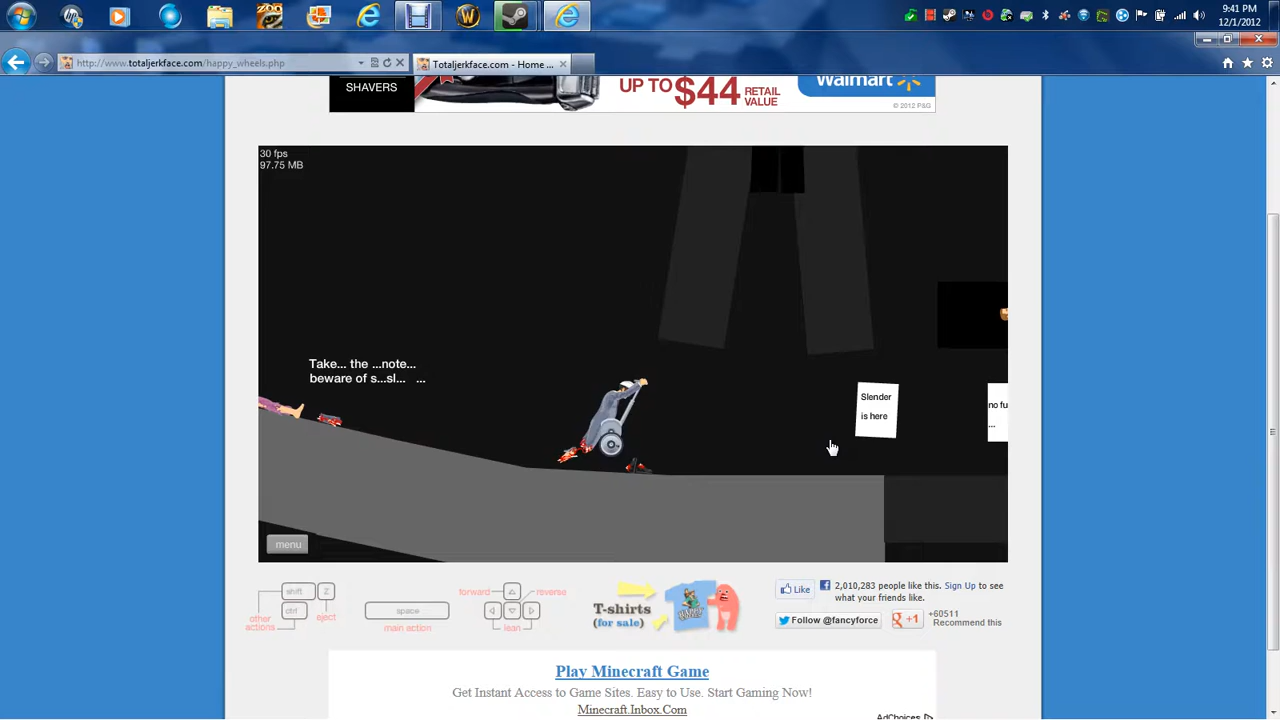 9:41 PM
12/1/2012
http://www.totaljerkface.com/happy_wheels.php
Totaljerkface.com - Home ...
SHAVERS
UP TO $44 RETAIL VALUE
Walmart
© 2012 P&G
30 fps
97.75 MB
Take... the ...note...
beware of s...sl... ...
Slender
is here
no fu
...
menu
shift
Z
ctrl
eject
other
actions
space
main action
forward
reverse
lean
T-shirts
(for sale)
Like
2,010,283 people like this. Sign Up to see
what your friends like.
Follow @fancyforce
+1
+60511
Recommend this
Play Minecraft Game
Get Instant Access to Game Sites. Easy to Use. Start Gaming Now!
Minecraft.Inbox.Com
AdChoices